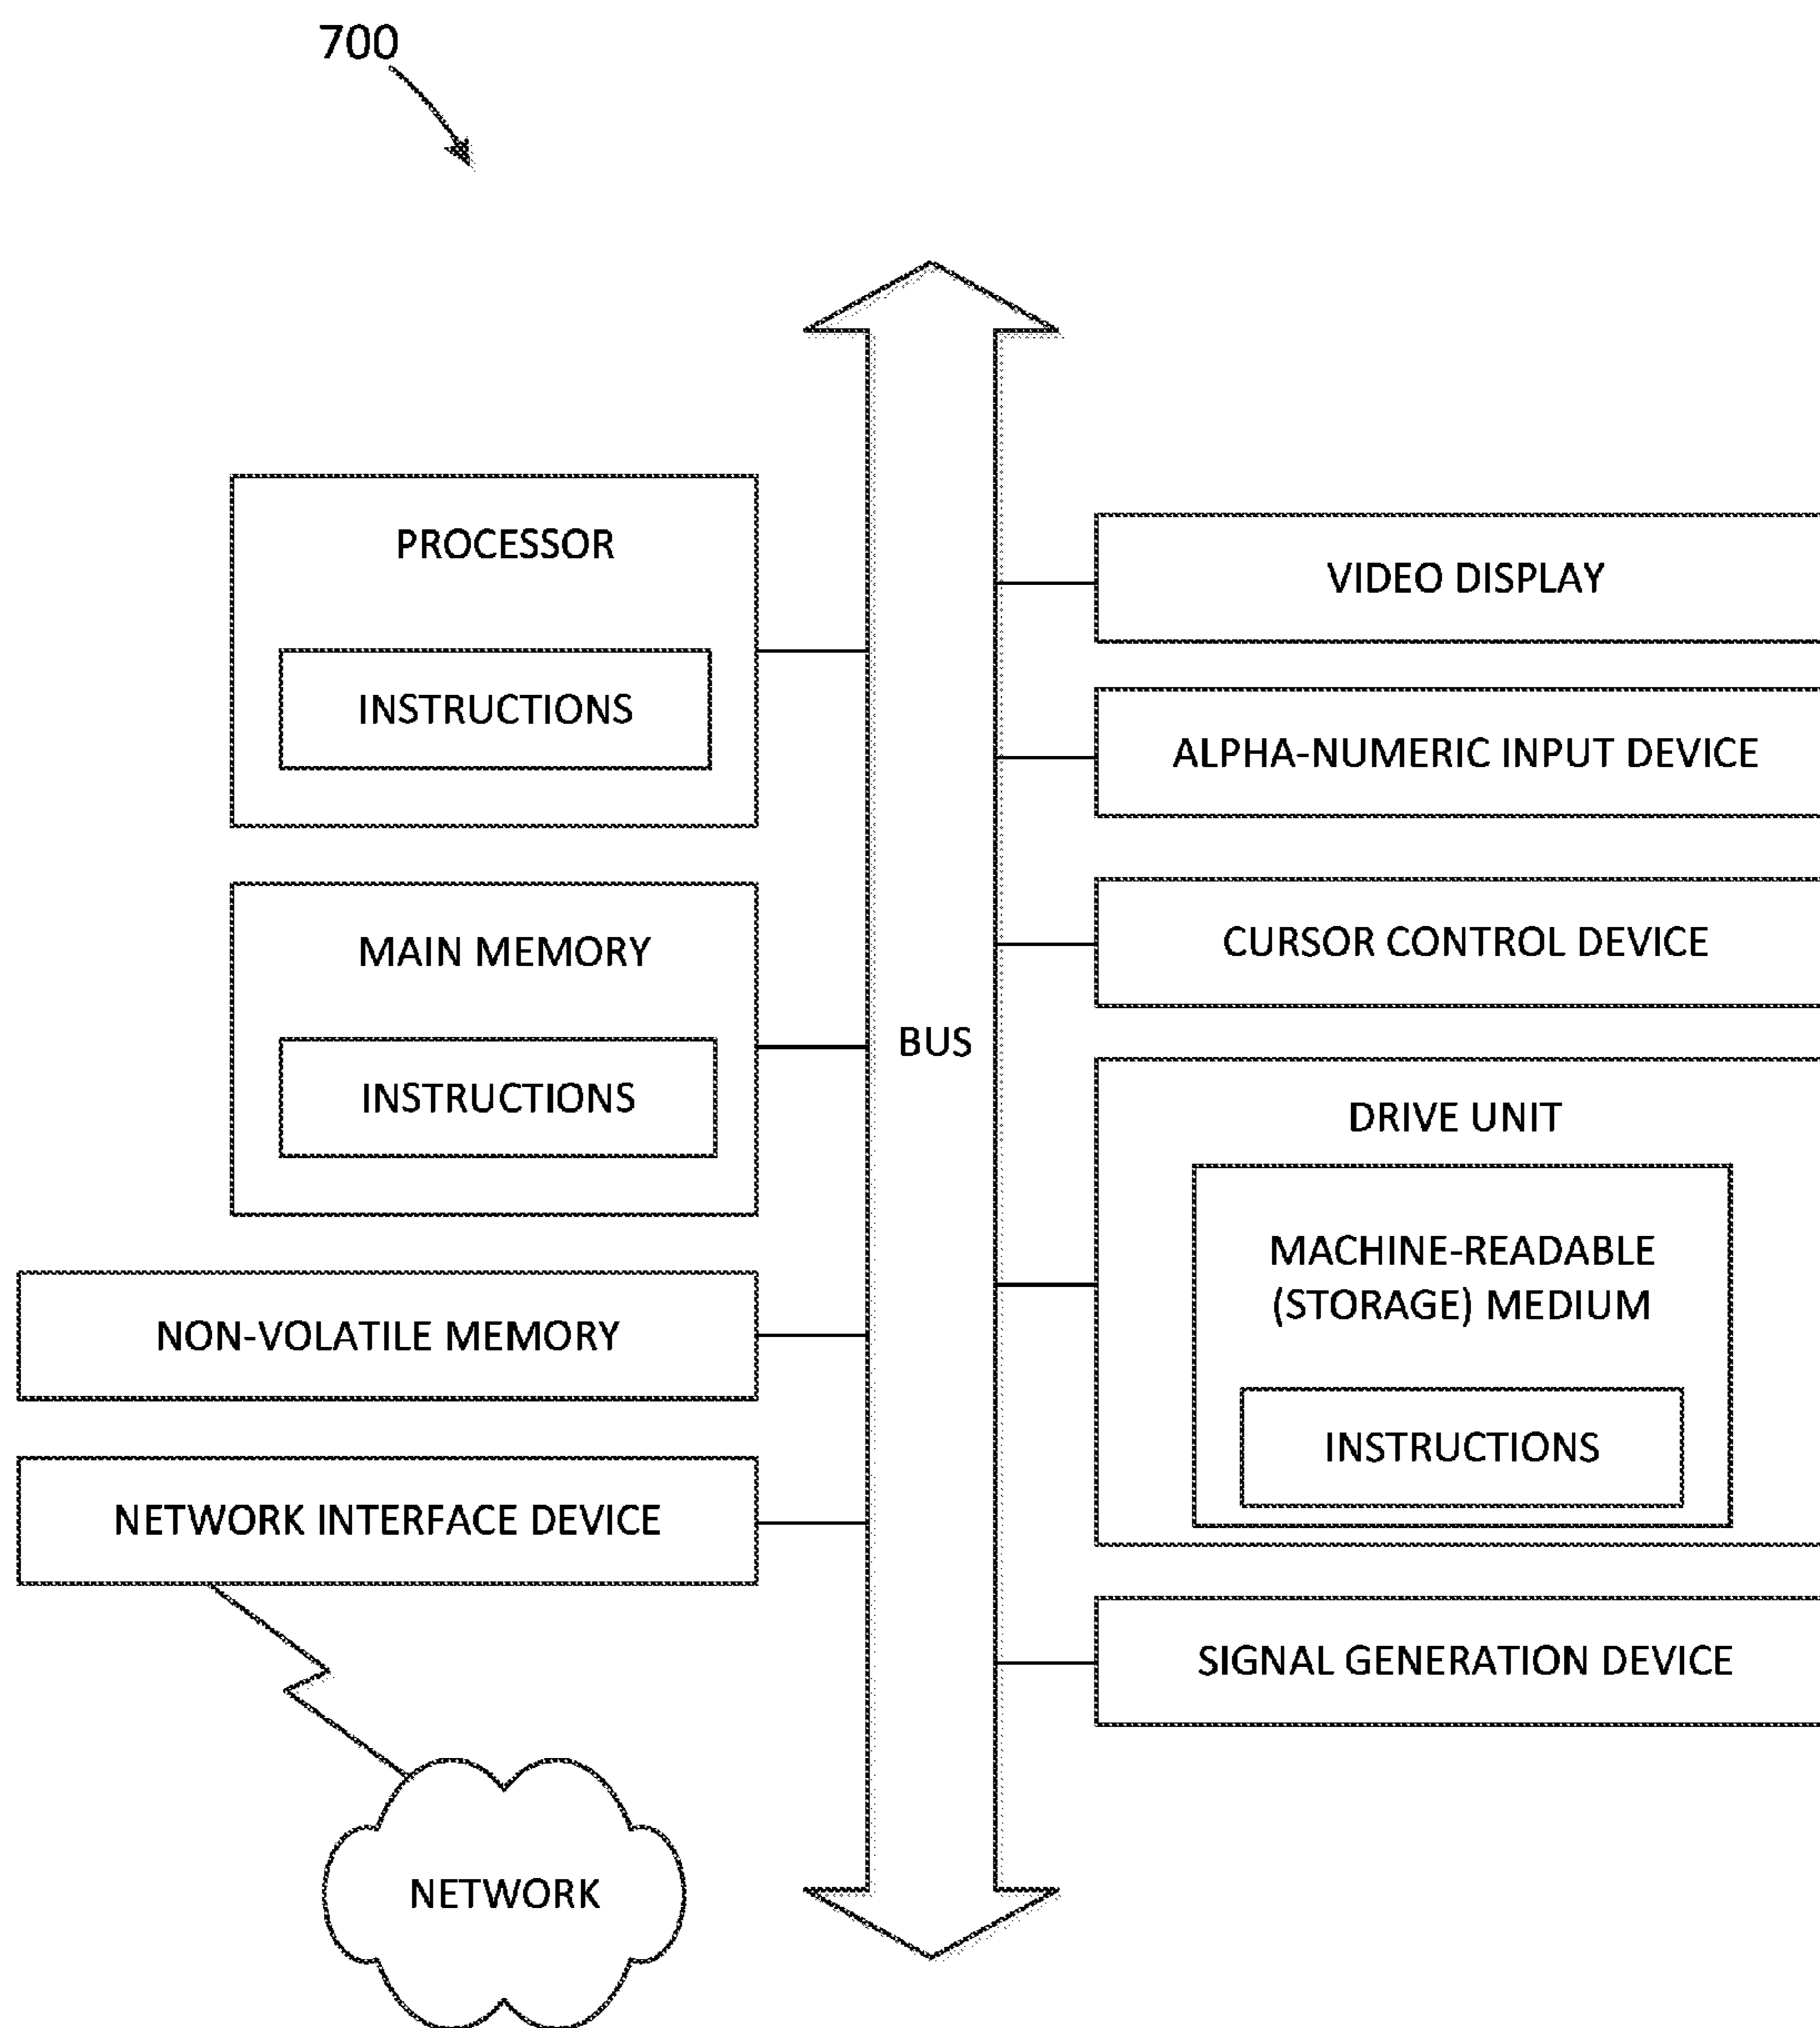 700
PROCESSOR
INSTRUCTIONS
MAIN MEMORY
INSTRUCTIONS
NON-VOLATILE MEMORY
NETWORK INTERFACE DEVICE
NETWORK
BUS
VIDEO DISPLAY
ALPHA-NUMERIC INPUT DEVICE
CURSOR CONTROL DEVICE
DRIVE UNIT
MACHINE-READABLE
(STORAGE) MEDIUM
INSTRUCTIONS
SIGNAL GENERATION DEVICE